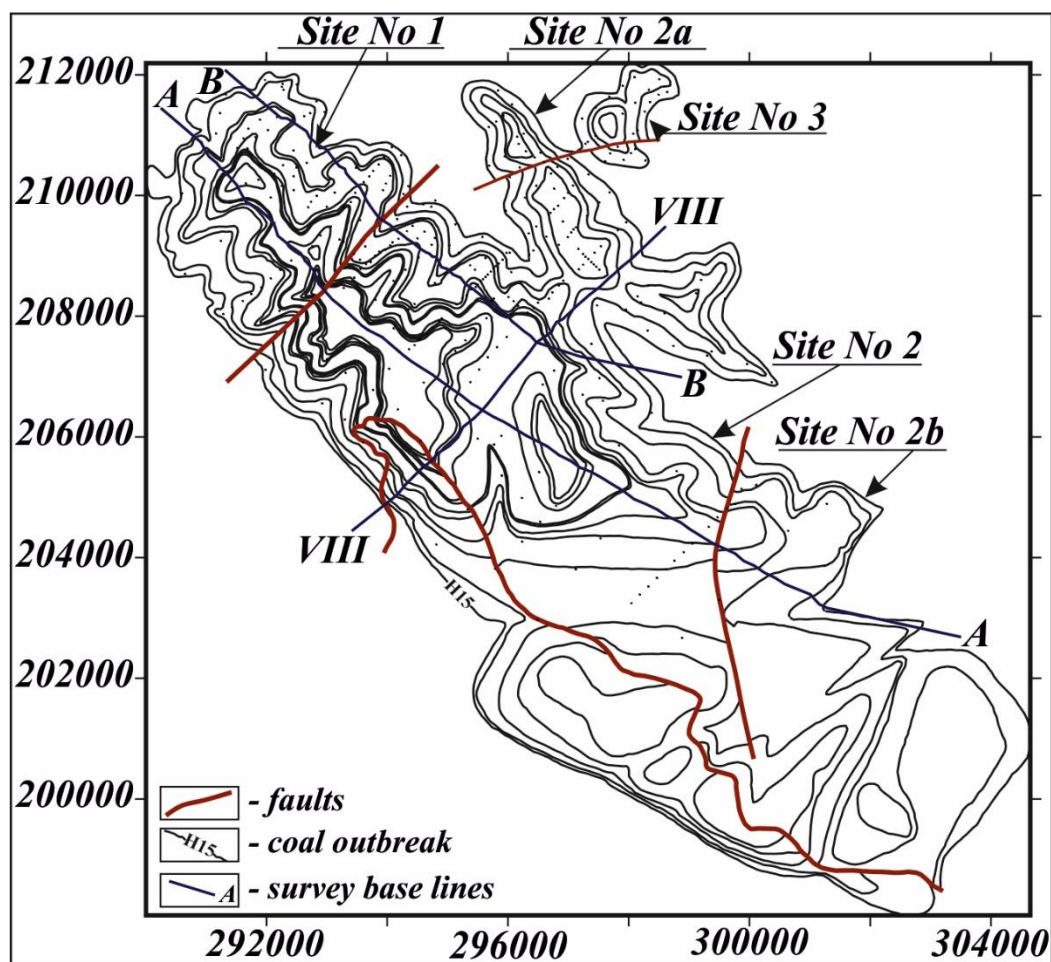 Site No 1
Site No 2a
212000
B
A
Site No 3
210000
VIII
208000
Site No 2
B
206000
Site No 2b
VIII
204000
H15
A
202000
200000
- faults
H15
- coal outbreak
A
- survey base lines
292000
296000
300000
304000